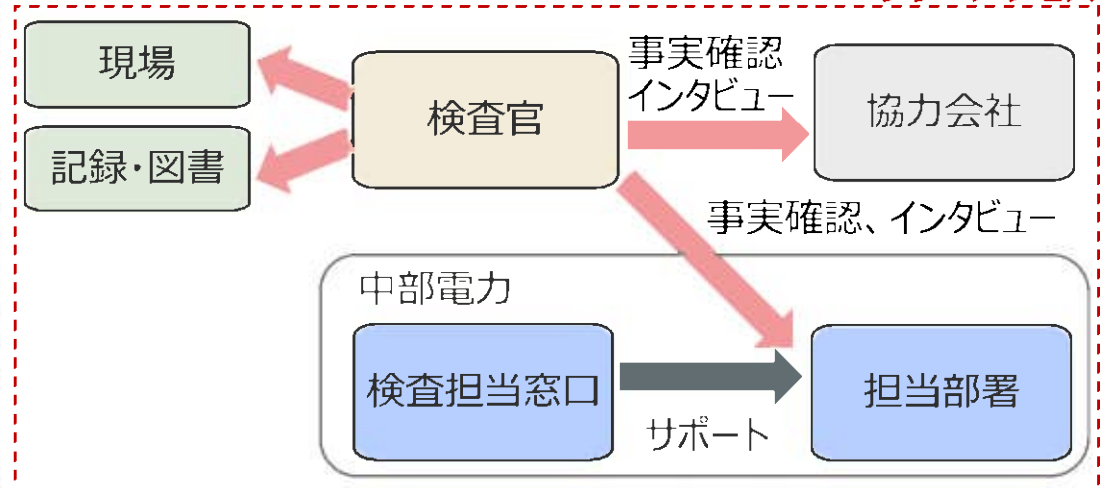 現場
記録・図書
検査官
事実確認
インタビュー
協力会社
事実確認、インタビュー
中部電力
検査担当窓口
サポート
担当部署